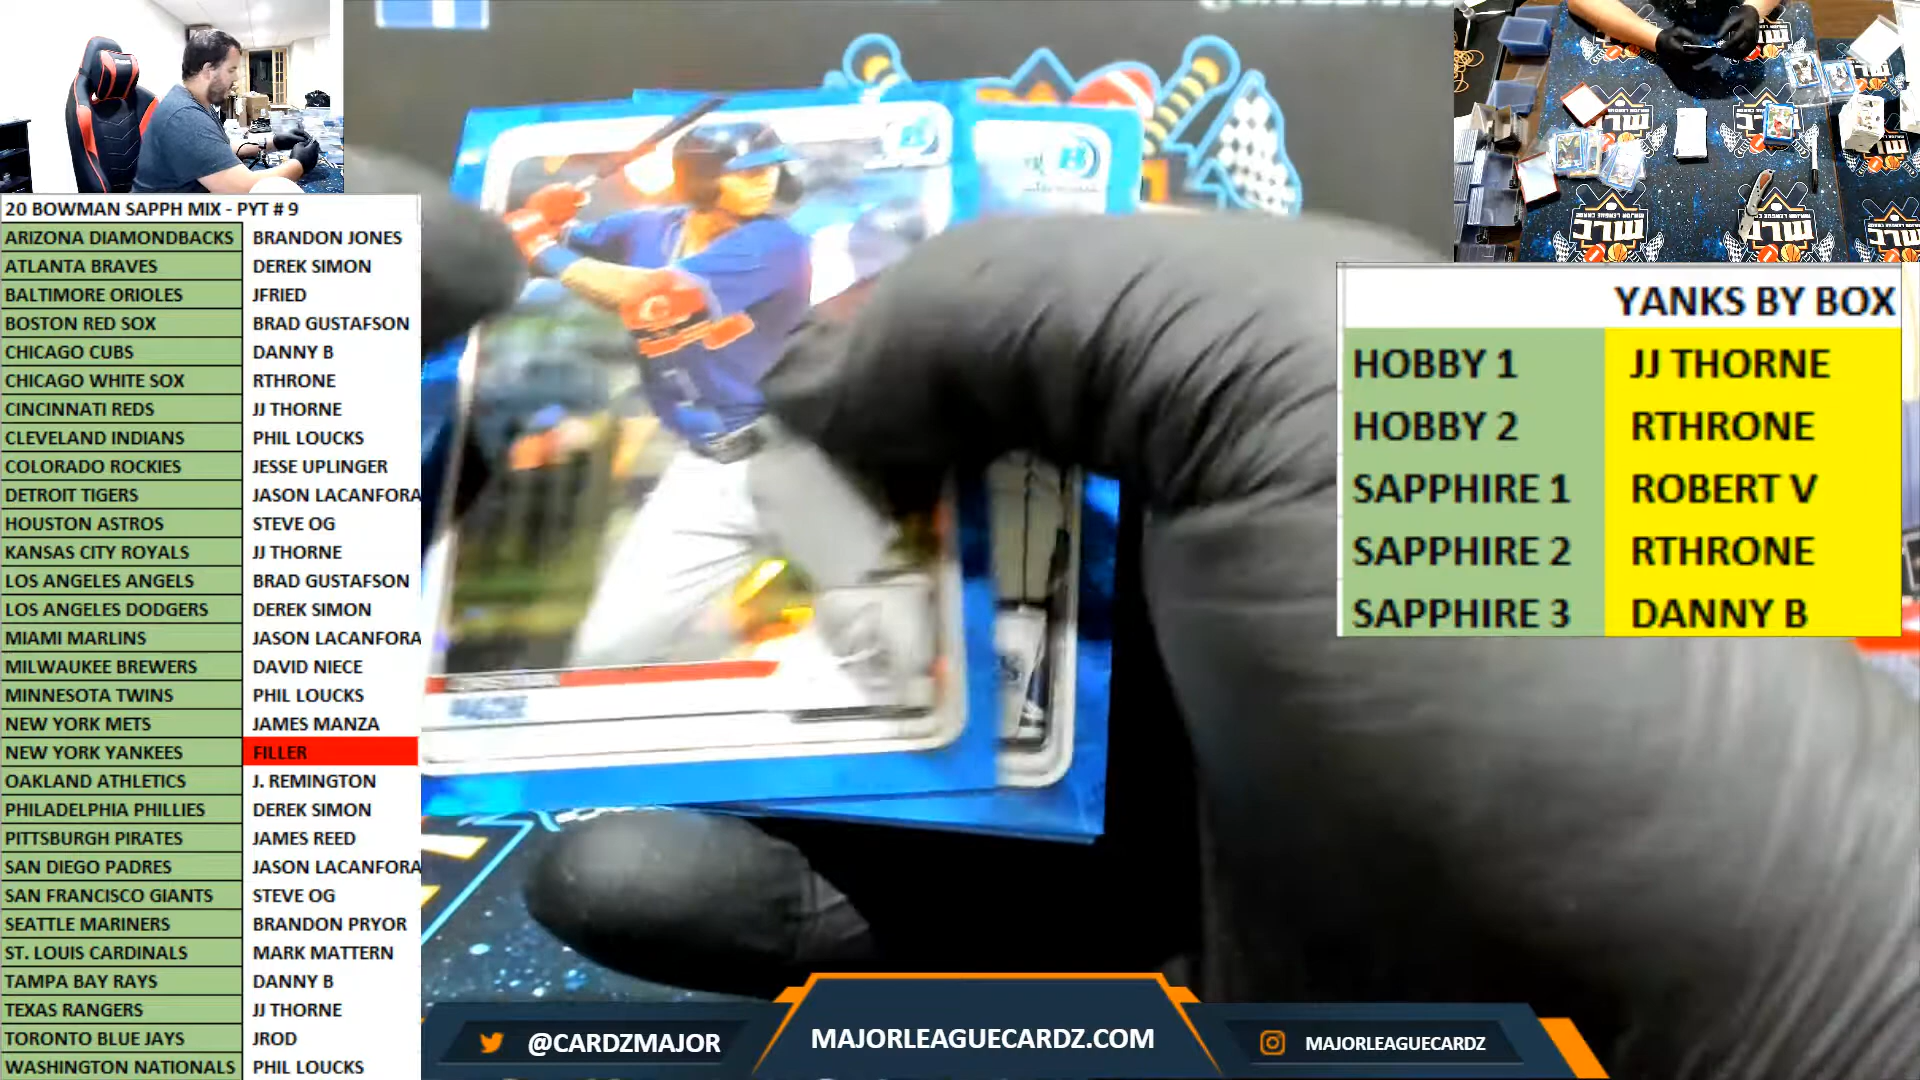 20 BOWMAN SAPPH MIX - PYT # 9
ARIZONA DIAMONDBACKS BRANDON JONES
ATLANTA BRAVES DEREK SIMON
BALTIMORE ORIOLES JFRIED
BOSTON RED SOX BRAD GUSTAFSON
CHICAGO CUBS DANNY B
CHICAGO WHITE SOX RTHRONE
CINCINNATI REDS JJ THORNE
CLEVELAND INDIANS PHIL LOUCKS
COLORADO ROCKIES JESSE UPLINGER
DETROIT TIGERS JASON LACANFORA
HOUSTON ASTROS STEVE OG
KANSAS CITY ROYALS JJ THORNE
LOS ANGELES ANGELS BRAD GUSTAFSON
LOS ANGELES DODGERS DEREK SIMON
MIAMI MARLINS JASON LACANFORA
MILWAUKEE BREWERS DAVID NIECE
MINNESOTA TWINS PHIL LOUCKS
NEW YORK METS JAMES MANZA
NEW YORK YANKEES FILLER
OAKLAND ATHLETICS J. REMINGTON
PHILADELPHIA PHILLIES DEREK SIMON
PITTSBURGH PIRATES JAMES REED
SAN DIEGO PADRES JASON LACANFORA
SAN FRANCISCO GIANTS STEVE OG
SEATTLE MARINERS BRANDON PRYOR
ST. LOUIS CARDINALS MARK MATTERN
TAMPA BAY RAYS DANNY B
TEXAS RANGERS JJ THORNE
TORONTO BLUE JAYS JROD
WASHINGTON NATIONALS PHIL LOUCKS
YANKS BY BOX
HOBBY 1 JJ THORNE
HOBBY 2 RTHRONE
SAPPHIRE 1 ROBERT V
SAPPHIRE 2 RTHRONE
SAPPHIRE 3 DANNY B
@CARDZMAJOR
MAJORLEAGUECARDZ.COM
MAJORLEAGUECARDZ